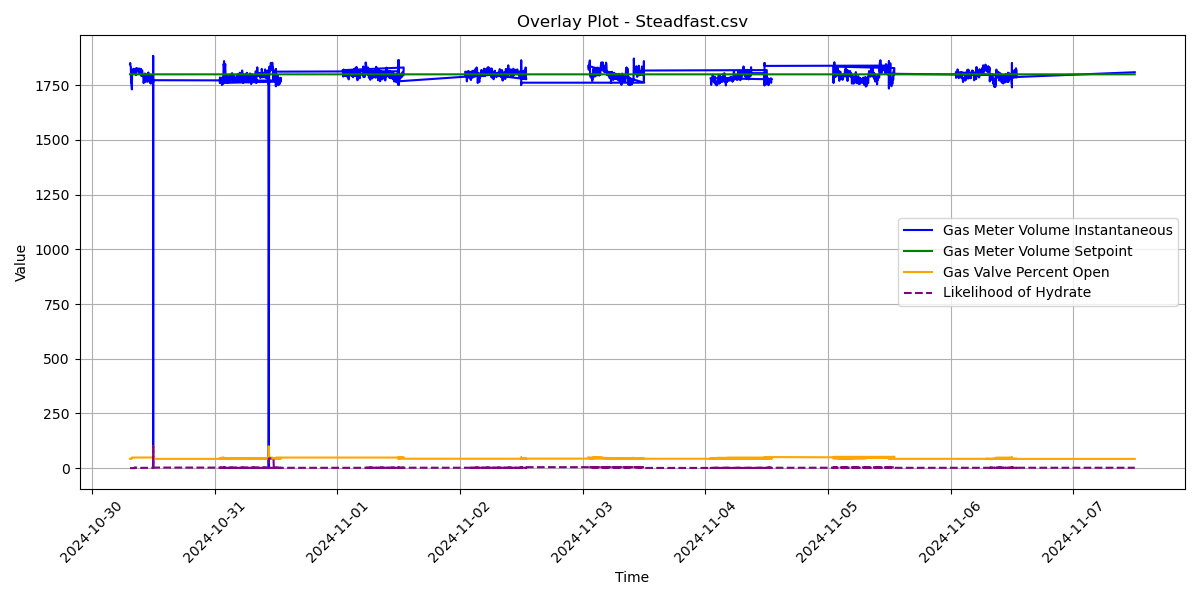 Overlay Plot - Steadfast.csv
Value
1750
1500
1250
1000
750
500
250
0
Gas Meter Volume Instantaneous
Gas Meter Volume Setpoint
Gas Valve Percent Open
Likelihood of Hydrate
2024-10-30
2024-10-31
2024-11-01
2024-11-02
2024-11-03
2024-11-04
2024-11-05
2024-11-06
2024-11-07
Time